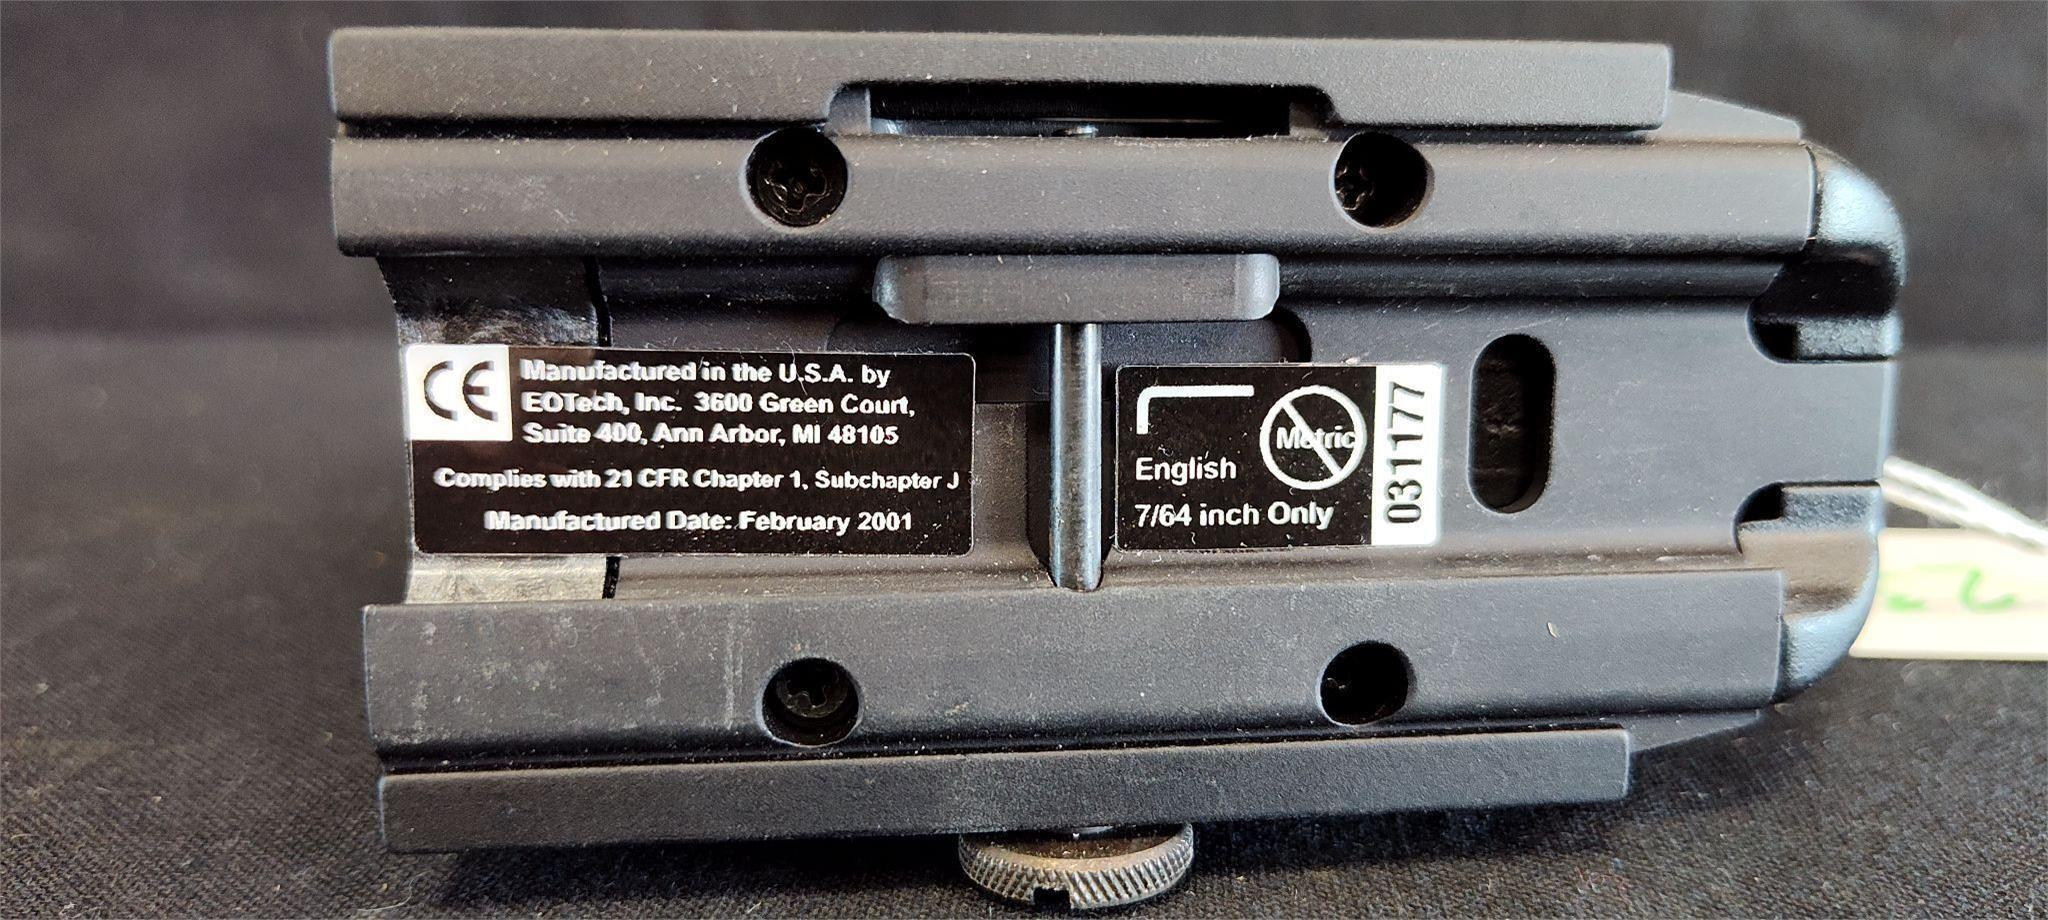 CE
Manufactured in the U.S.A. by
EOTech, Inc. 3600 Green Court,
Suite 400, Ann Arbor, MI 48105
Complies with 21 CFR Chapter 1, Subchapter J
Manufactured Date: February 2001
Metric
English
7/64 inch Only
031177